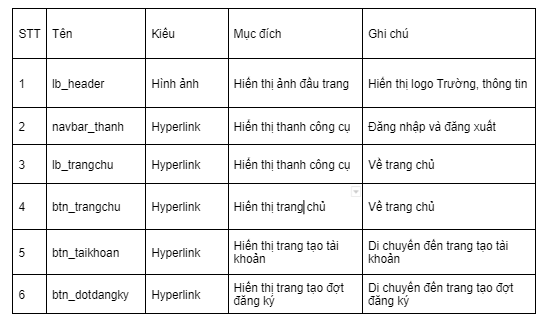 STT Tên Kiểu Mục đích Ghi chú
1 lb_header Hình ảnh Hiển thị ảnh đầu trang Hiển thị logo Trường, thông tin
2 navbar_thanh Hyperlink Hiển thị thanh công cụ Đăng nhập và đăng xuất
3 lb_trangchu Hyperlink Hiển thị thanh công cụ Về trang chủ
4 btn_trangchu Hyperlink Hiển thị trang chủ Về trang chủ
5 btn_taikhoan Hyperlink Hiển thị trang tạo tài Di chuyển đến trang tạo tài
khoản khoản
6 btn_dotdangky Hyperlink Hiển thị trang tạo đợt Di chuyển đến trang tạo đợt
đăng ký đăng ký